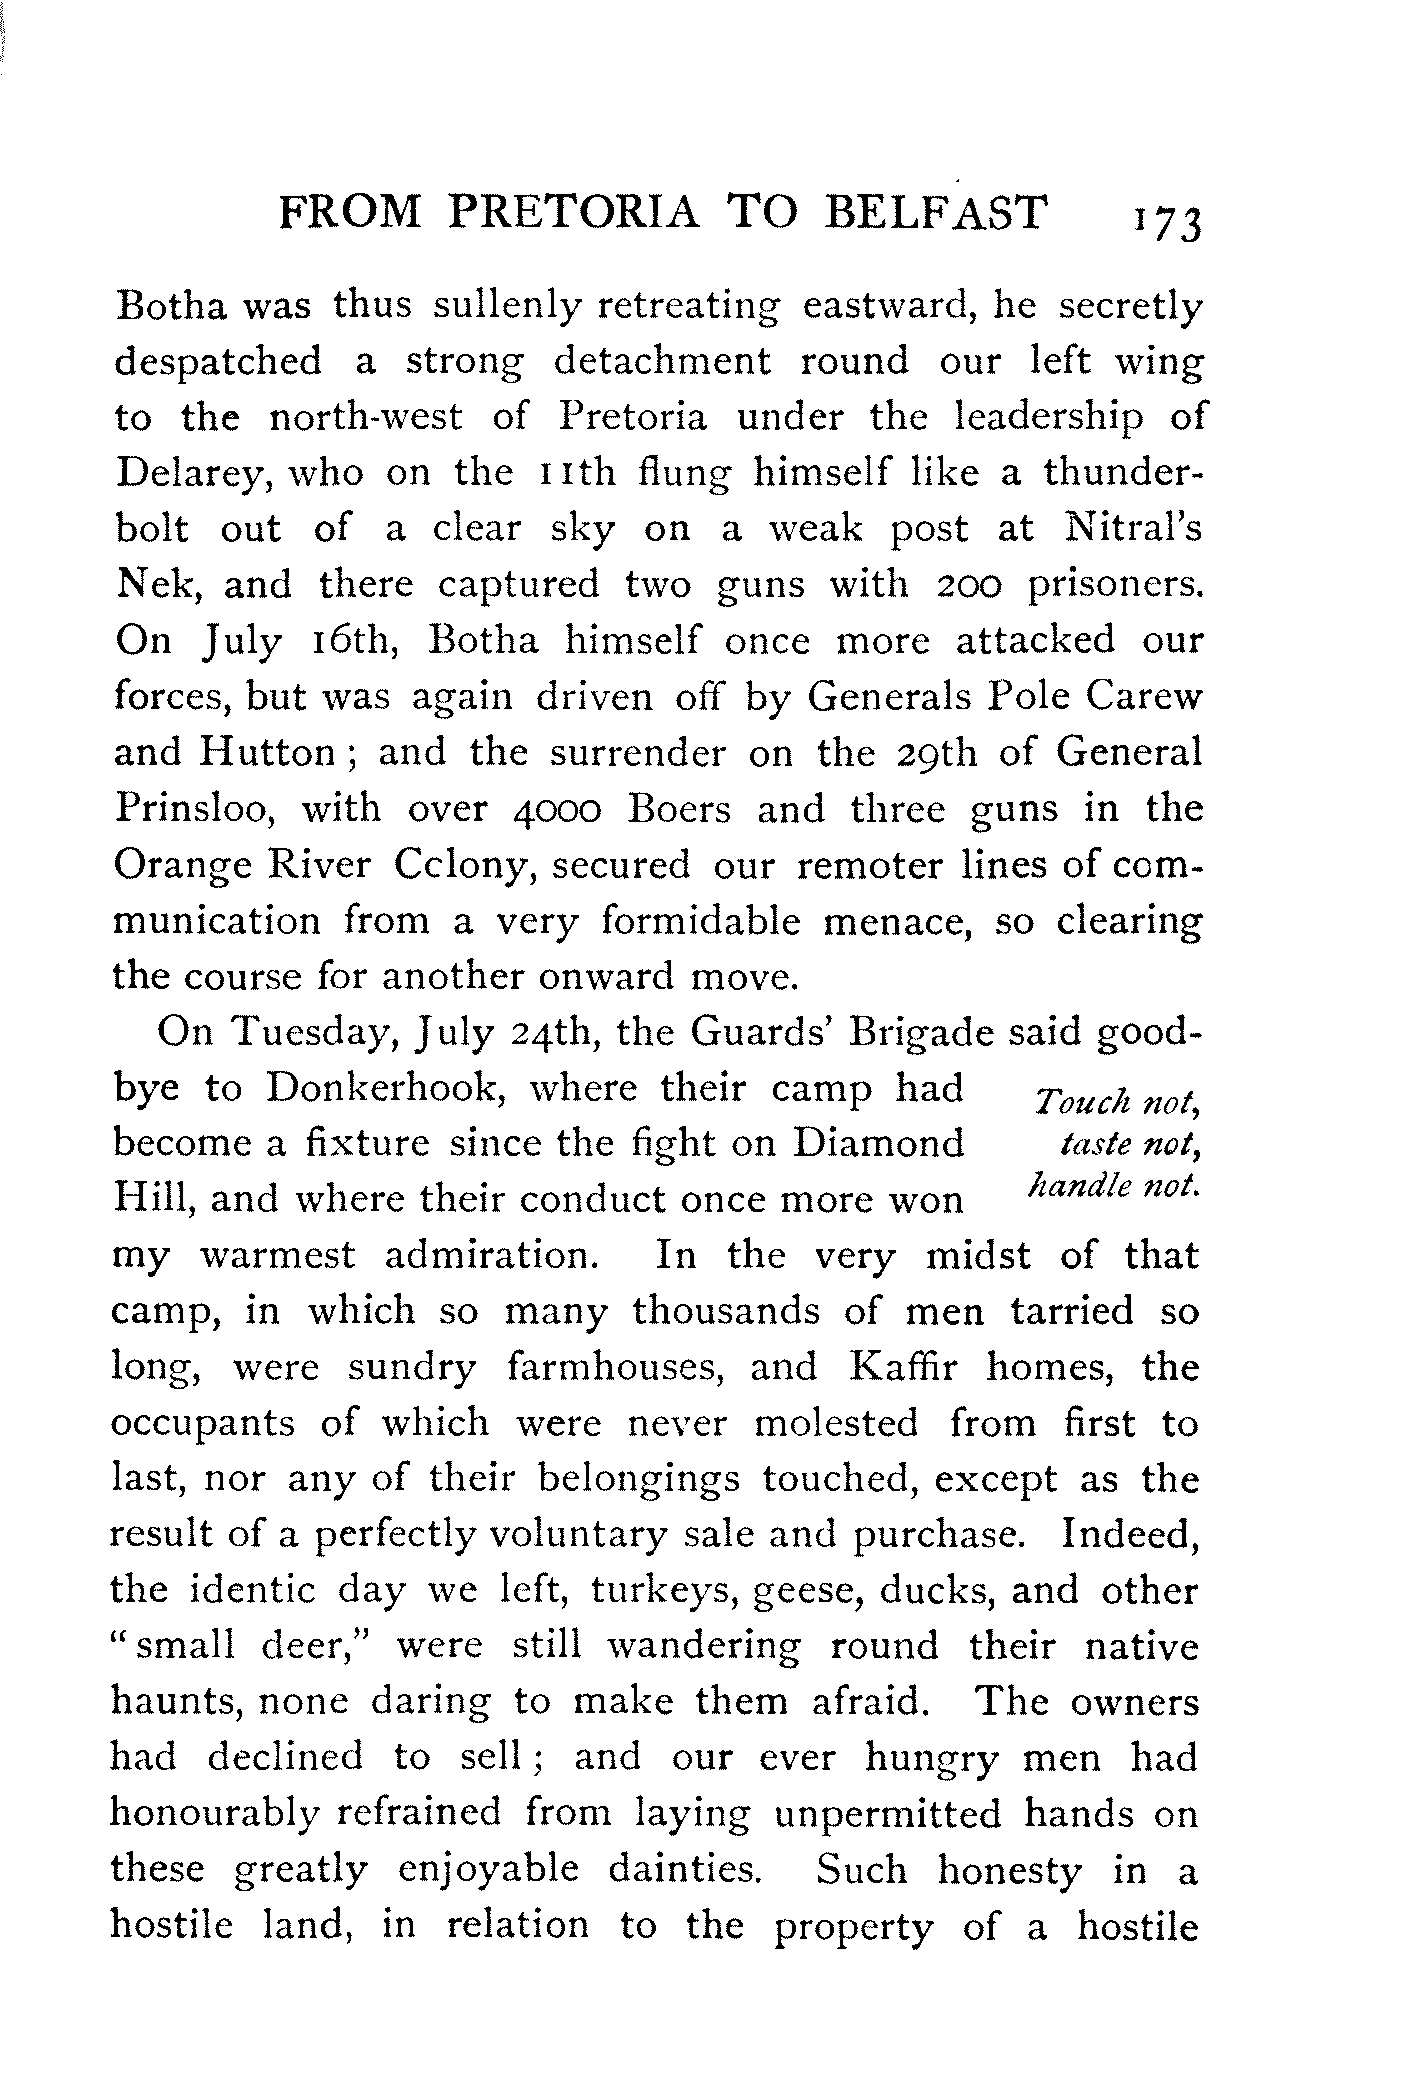 FROM PRETORIA TO BELFAST 173
Botha was thus sullenly retreating eastward, he secretly
despatched a strong detachment round our left wing
to the north-west of Pretoria under the leadership of
Delarey, who on the 11th flung himself like a thunder-
bolt out of a clear sky on a weak post at Nitral's
Nek, and there captured two guns with 200 prisoners.
On July 16th, Botha himself once more attacked our
forces, but was again driven off by Generals Pole Carew
and Hutton ; and the surrender on the 29th of General
Prinsloo, with over 4000 Boers and three guns in the
Orange River Cclony, secured our remoter lines of com-
munication from a very formidable menace, so clearing
the course for another onward move.
On Tuesday, July 24th, the Guards' Brigade said good-
bye to Donkerhook, where their camp had
become a fixture since the fight on Diamond
Hill, and where their conduct once more won
Touch not,
taste not,
handle not.
my warmest admiration. In the very midst of that
camp, in which so many thousands of men tarried so
long, were sundry farmhouses, and Kaffir homes, the
occupants of which were never molested from first to
last, nor any of their belongings touched, except as the
result of a perfectly voluntary sale and purchase. Indeed,
the identic day we left, turkeys, geese, ducks, and other
"small deer," were still wandering round their native
haunts, none daring to make them afraid. The owners
had declined to sell ; and our ever hungry men had
honourably refrained from laying unpermitted hands on
these greatly enjoyable dainties. Such honesty in a
hostile land, in relation to the property of a hostile